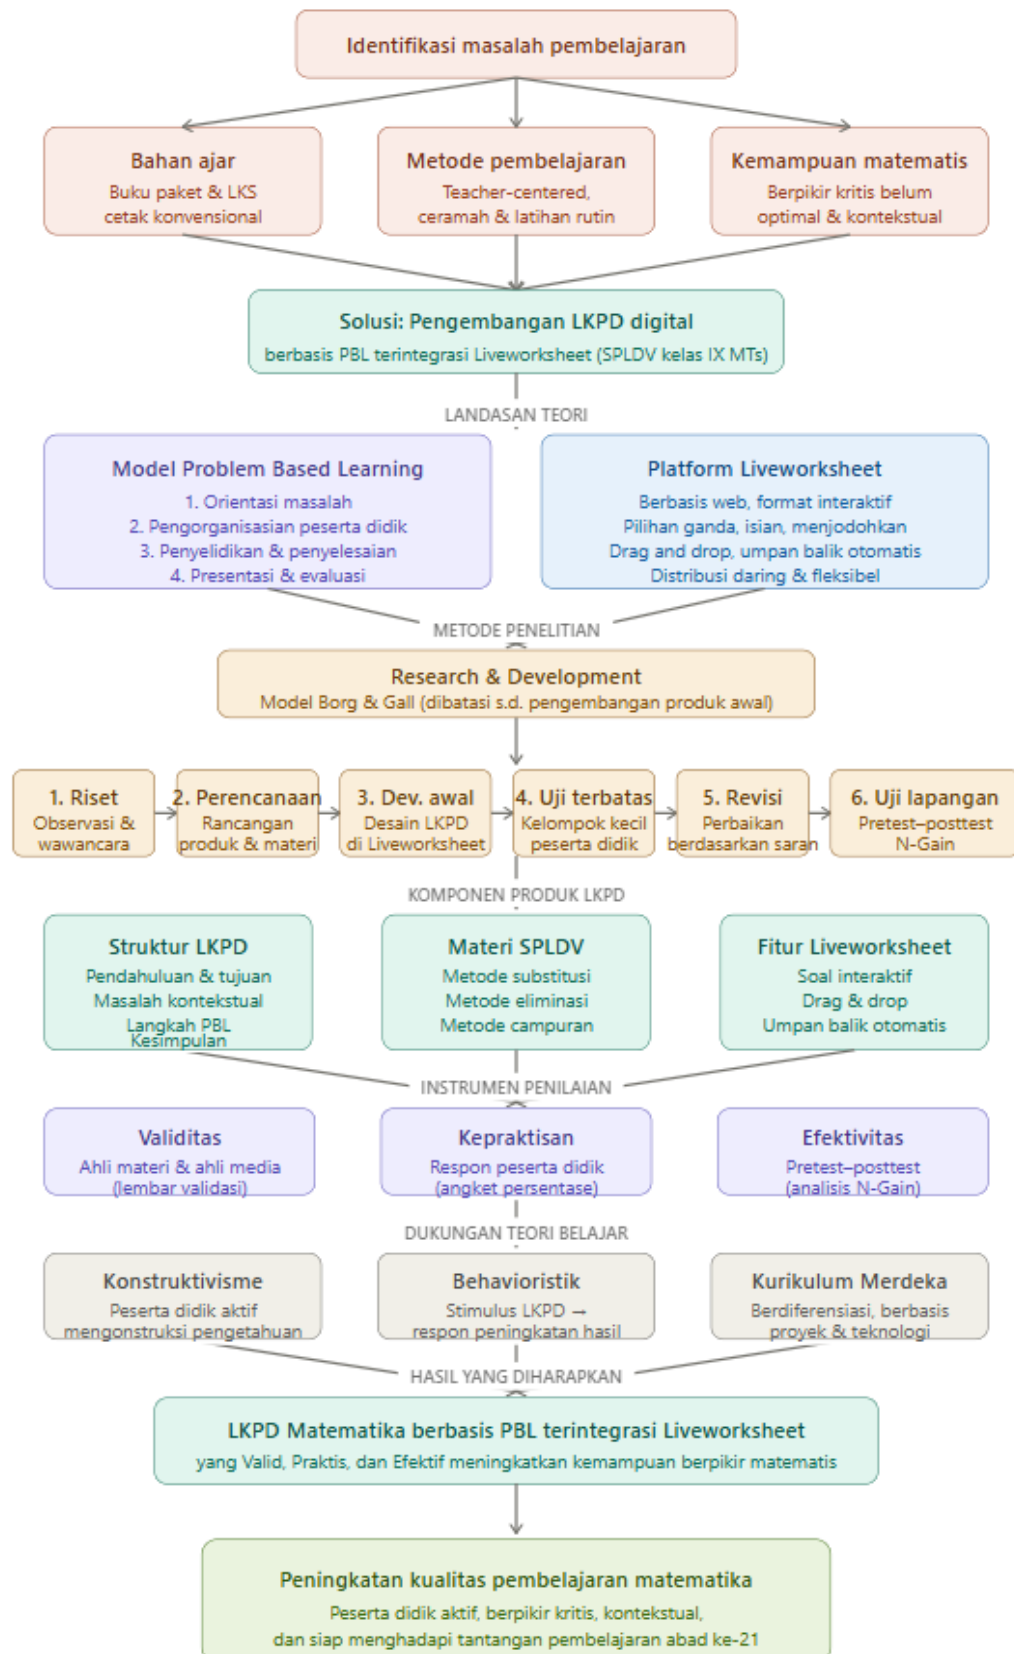 Identifikasi masalah pembelajaran
Bahan ajar
Buku paket & LKS
cetak konvensional
Metode pembelajaran
Teacher-centered,
ceramah & latihan rutin
Kemampuan matematis
Berpikir kritis belum
optimal & kontekstual
Solusi: Pengembangan LKPD digital
berbasis PBL terintegrasi Liveworksheet (SPLDV kelas IX MTs)
LANDASAN TEORI
Model Problem Based Learning
1. Orientasi masalah
2. Pengorganisasian peserta didik
3. Penyelidikan & penyelesaian
4. Presentasi & evaluasi
Platform Liveworksheet
Berbasis web, format interaktif
Pilihan ganda, isian, menjodohkan
Drag and drop, umpan balik otomatis
Distribusi daring & fleksibel
METODE PENELITIAN
Research & Development
Model Borg & Gall (dibatasi s.d. pengembangan produk awal)
1. Riset
Observasi &
wawancara
2. Perencanaan
Rancangan
produk & materi
3. Dev. awal
Desain LKPD
di Liveworksheet
4. Uji terbatas
Kelompok kecil
peserta didik
5. Revisi
Perbaikan
berdasarkan saran
6. Uji lapangan
Pretest–posttest
N-Gain
KOMPONEN PRODUK LKPD
Struktur LKPD
Pendahuluan & tujuan
Masalah kontekstual
Langkah PBL
Kesimpulan
Materi SPLDV
Metode substitusi
Metode eliminasi
Metode campuran
Fitur Liveworksheet
Soal interaktif
Drag & drop
Umpan balik otomatis
INSTRUMEN PENILAIAN
Validitas
Ahli materi & ahli media
(lembar validasi)
Kepraktisan
Respon peserta didik
(angket persentase)
Efektivitas
Pretest–posttest
(analisis N-Gain)
DUKUNGAN TEORI BELAJAR
Konstruktivisme
Peserta didik aktif
mengonstruksi pengetahuan
Behavioristik
Stimulus LKPD →
respon peningkatan hasil
Kurikulum Merdeka
Berdiferensiasi, berbasis
proyek & teknologi
HASIL YANG DIHARAPKAN
LKPD Matematika berbasis PBL terintegrasi Liveworksheet
yang Valid, Praktis, dan Efektif meningkatkan kemampuan berpikir matematis
Peningkatan kualitas pembelajaran matematika
Peserta didik aktif, berpikir kritis, kontekstual,
dan siap menghadapi tantangan pembelajaran abad ke-21